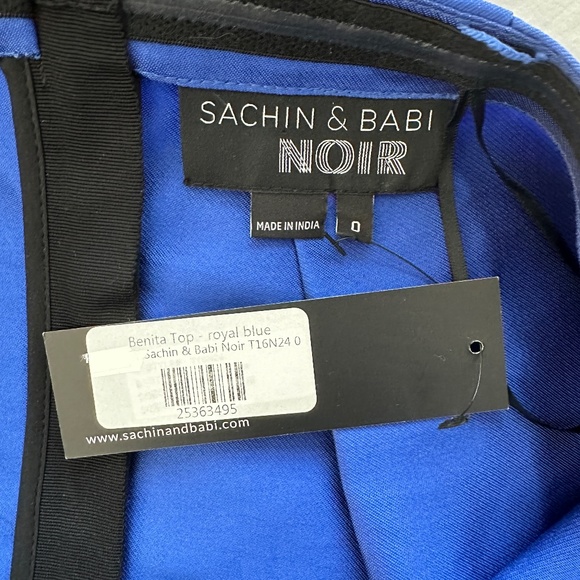 SACHIN & BABI
NOIR
MADE IN INDIA
0
Benita Top - royal blue
Sachin & Babi Noir T16N24 0
25363495
www.sachinandbabi.com